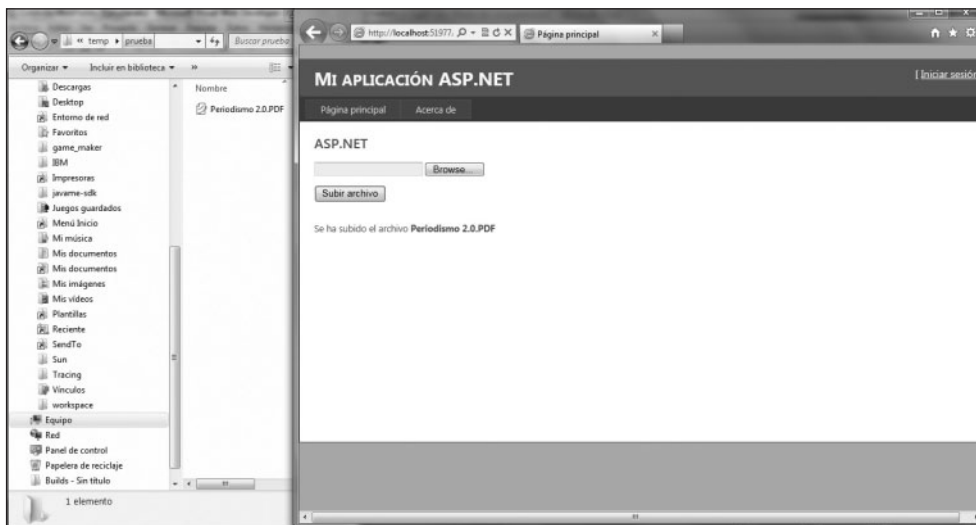 « temp ▸ prueba
Buscar prueba
Organizar
Incluir en biblioteca
»
Descargas
Desktop
Entorno de red
Favoritos
game_maker
IBM
Impresoras
javame-sdk
Juegos guardados
Menú Inicio
Mi música
Mis documentos
Mis documentos
Mis imágenes
Mis vídeos
Plantillas
Reciente
SendTo
Sun
Tracing
Vínculos
workspace
Equipo
Red
Panel de control
Papelera de reciclaje
Builds - Sin título
Nombre
Periodismo 2.0.PDF
1 elemento
http://localhost:51977/
Página principal
MI APLICACIÓN ASP.NET
[ Iniciar sesión
Página principal
Acerca de
ASP.NET
Browse...
Subir archivo
Se ha subido el archivo Periodismo 2.0.PDF